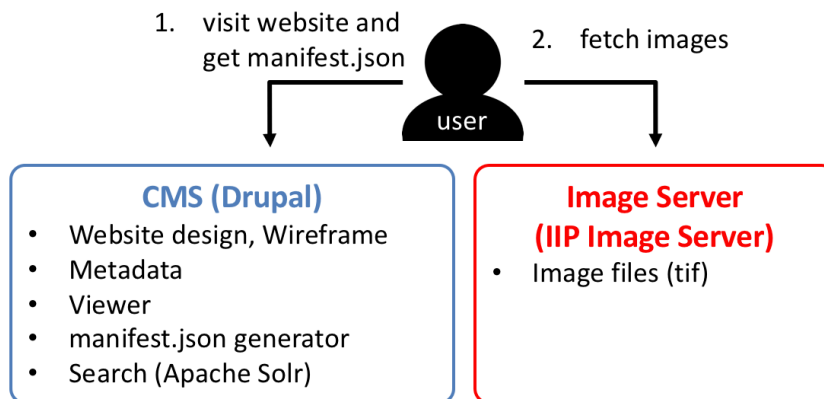 1. visit website and
get manifest.json
2. fetch images
user
CMS (Drupal)
• Website design, Wireframe
• Metadata
• Viewer
• manifest.json generator
• Search (Apache Solr)
Image Server
(IIP Image Server)
• Image files (tif)